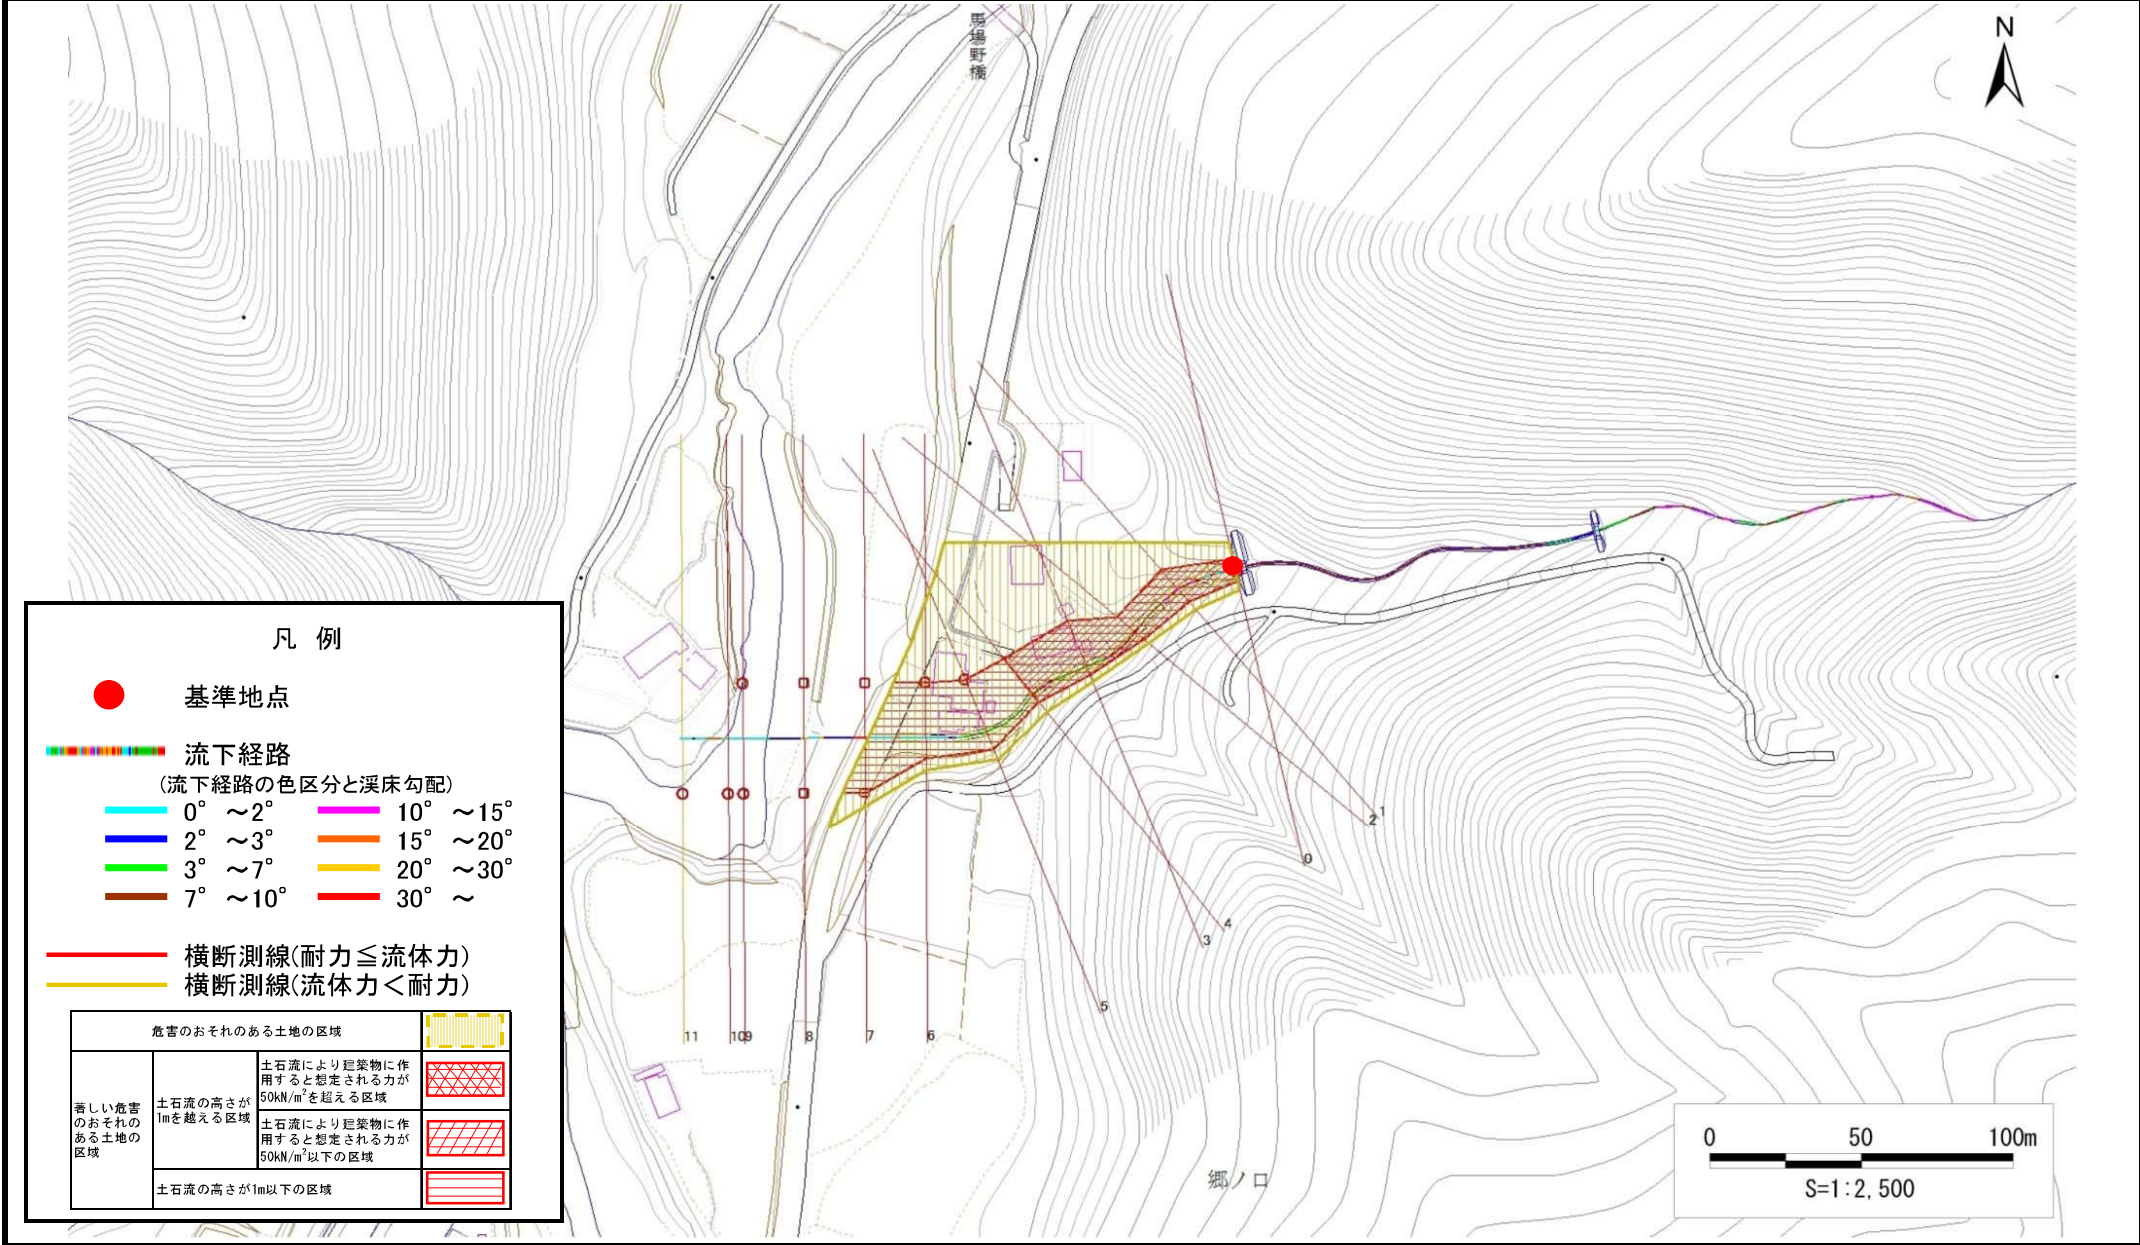 馬場野橋
N
凡 例
基準地点
流下経路
(流下経路の色区分と渓床勾配)
0° ～2° 10° ～15°
2° ～3° 15° ～20°
3° ～7° 20° ～30°
7° ～10° 30° ～
横断測線(耐力≦流体力)
横断測線(流体力＜耐力)
危害のおそれのある土地の区域
著しい危害
のおそれの
ある土地の
区域
土石流の高さが
1mを越える区域
土石流により建築物に作
用すると想定される力が
50kN/m²を超える区域
土石流により建築物に作
用すると想定される力が
50kN/m²以下の区域
土石流の高さが1m以下の区域
1
2
0
4
3
5
11
10
9
8
7
6
郷ノ口
0 50 100m
S=1:2,500